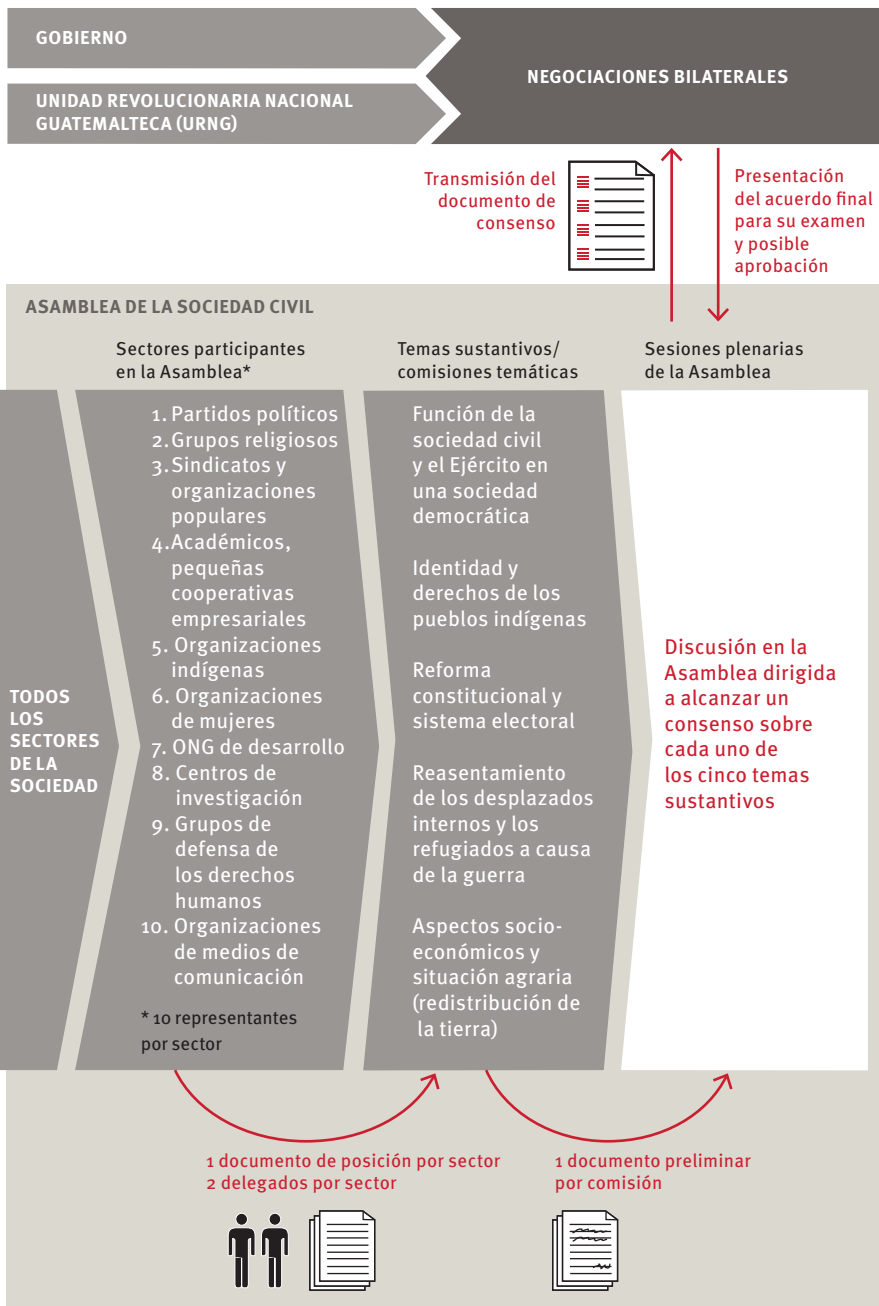 GOBIERNO
UNIDAD REVOLUCIONARIA NACIONAL
GUATEMALTECA (URNG)
NEGOCIACIONES BILATERALES
Transmisión del
documento de
consenso
Presentación
del acuerdo final
para su examen
y posible
aprobación
ASAMBLEA DE LA SOCIEDAD CIVIL
TODOS
LOS
SECTORES
DE LA
SOCIEDAD
Sectores participantes
en la Asamblea*
1. Partidos políticos
2. Grupos religiosos
3. Sindicatos y
organizaciones
populares
4. Académicos,
pequeñas
cooperativas
empresariales
5. Organizaciones
indígenas
6. Organizaciones
de mujeres
7. ONG de desarrollo
8. Centros de
investigación
9. Grupos de
defensa de
los derechos
humanos
10. Organizaciones
de medios de
comunicación
* 10 representantes
por sector
Temas sustantivos/
comisiones temáticas
Función de la
sociedad civil
y el Ejército en
una sociedad
democrática
Identidad y
derechos de los
pueblos indígenas
Reforma
constitucional y
sistema electoral
Reasentamiento
de los desplazados
internos y los
refugiados a causa
de la guerra
Aspectos socio-
económicos y
situación agraria
(redistribución de
la tierra)
Sesiones plenarias
de la Asamblea
Discusión en la
Asamblea dirigida
a alcanzar un
consenso sobre
cada uno de
los cinco temas
sustantivos
1 documento de posición por sector
2 delegados por sector
1 documento preliminar
por comisión